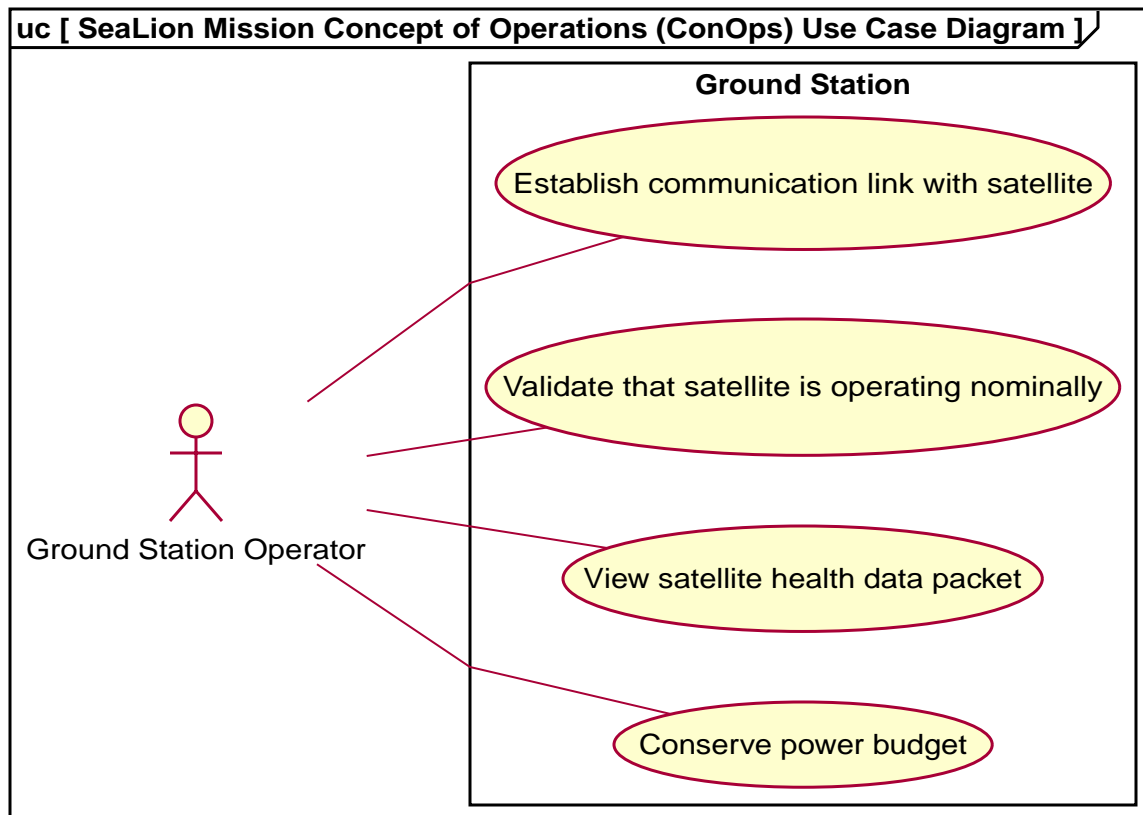 uc [ SeaLion Mission Concept of Operations (ConOps) Use Case Diagram ]
Ground Station
Establish communication link with satellite
Validate that satellite is operating nominally
Ground Station Operator
View satellite health data packet
Conserve power budget